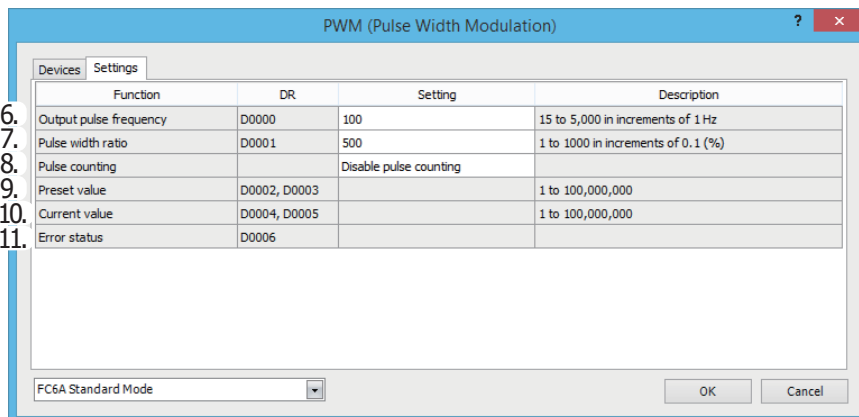 PWM (Pulse Width Modulation) ? ×
Devices Settings
Function DR Setting Description
6. Output pulse frequency D0000 100 15 to 5,000 in increments of 1 Hz
7. Pulse width ratio D0001 500 1 to 1000 in increments of 0.1 (%)
8. Pulse counting Disable pulse counting
9. Preset value D0002, D0003 1 to 100,000,000
10. Current value D0004, D0005 1 to 100,000,000
11. Error status D0006
FC6A Standard Mode OK Cancel